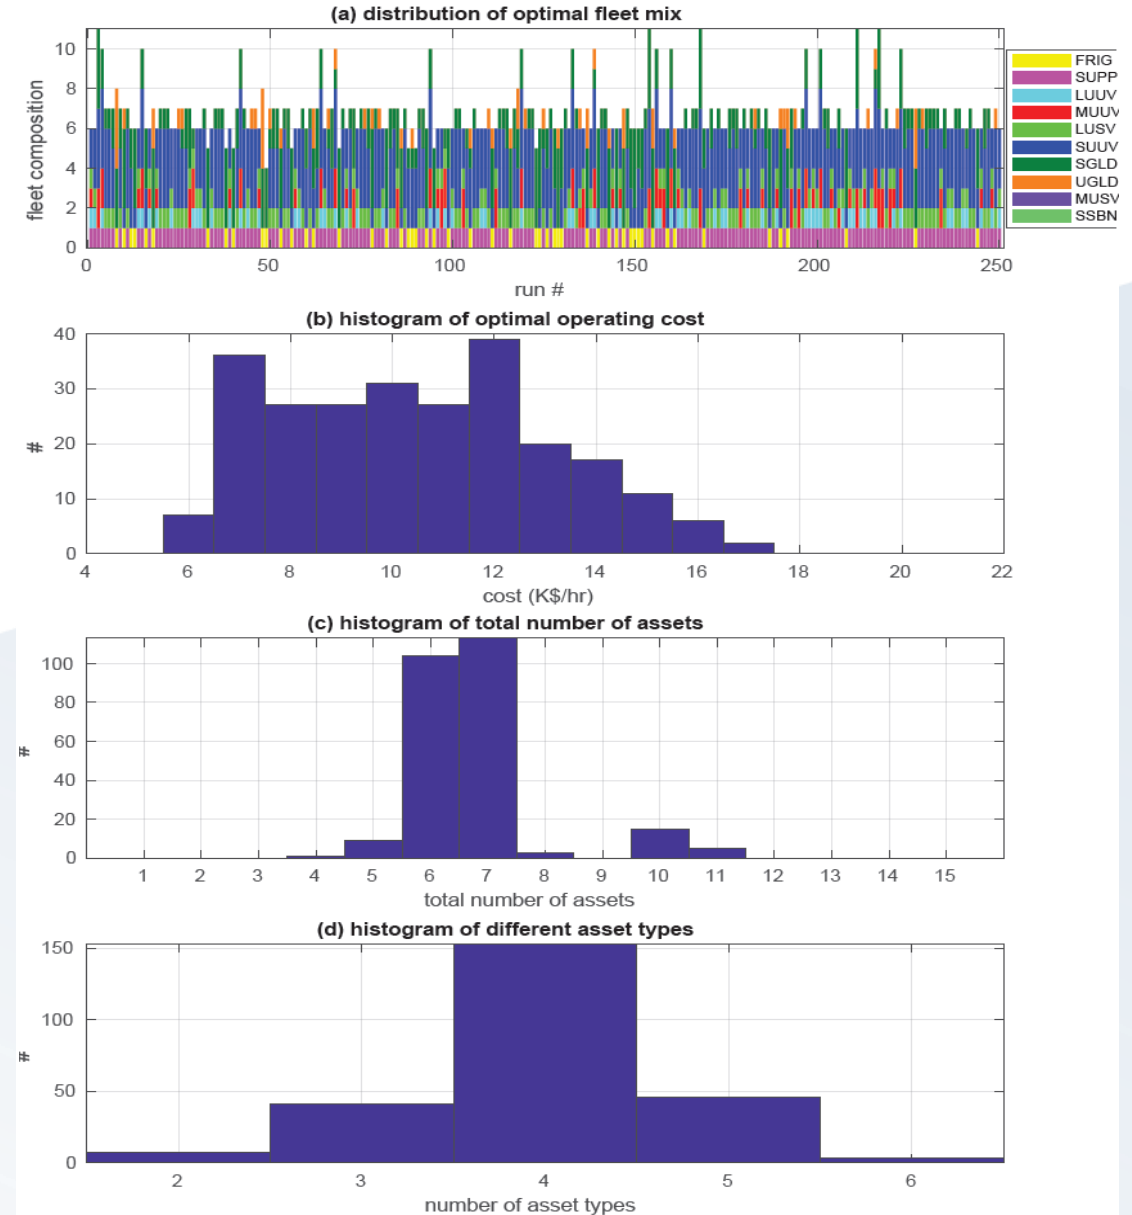 (a) distribution of optimal fleet mix
10
8
6
4
2
0
fleet composition
0 50 100 150 200 250
run #
FRIG
SUPP
LUUV
MUUV
LUSV
SUUV
SGLD
UGLD
MUSV
SSBN
(b) histogram of optimal operating cost
40
30
20
10
0
#
4 6 8 10 12 14 16 18 20 22
cost (K$/hr)
(c) histogram of total number of assets
100
80
60
40
20
0
#
1 2 3 4 5 6 7 8 9 10 11 12 13 14 15
total number of assets
(d) histogram of different asset types
150
100
50
0
#
2 3 4 5 6
number of asset types